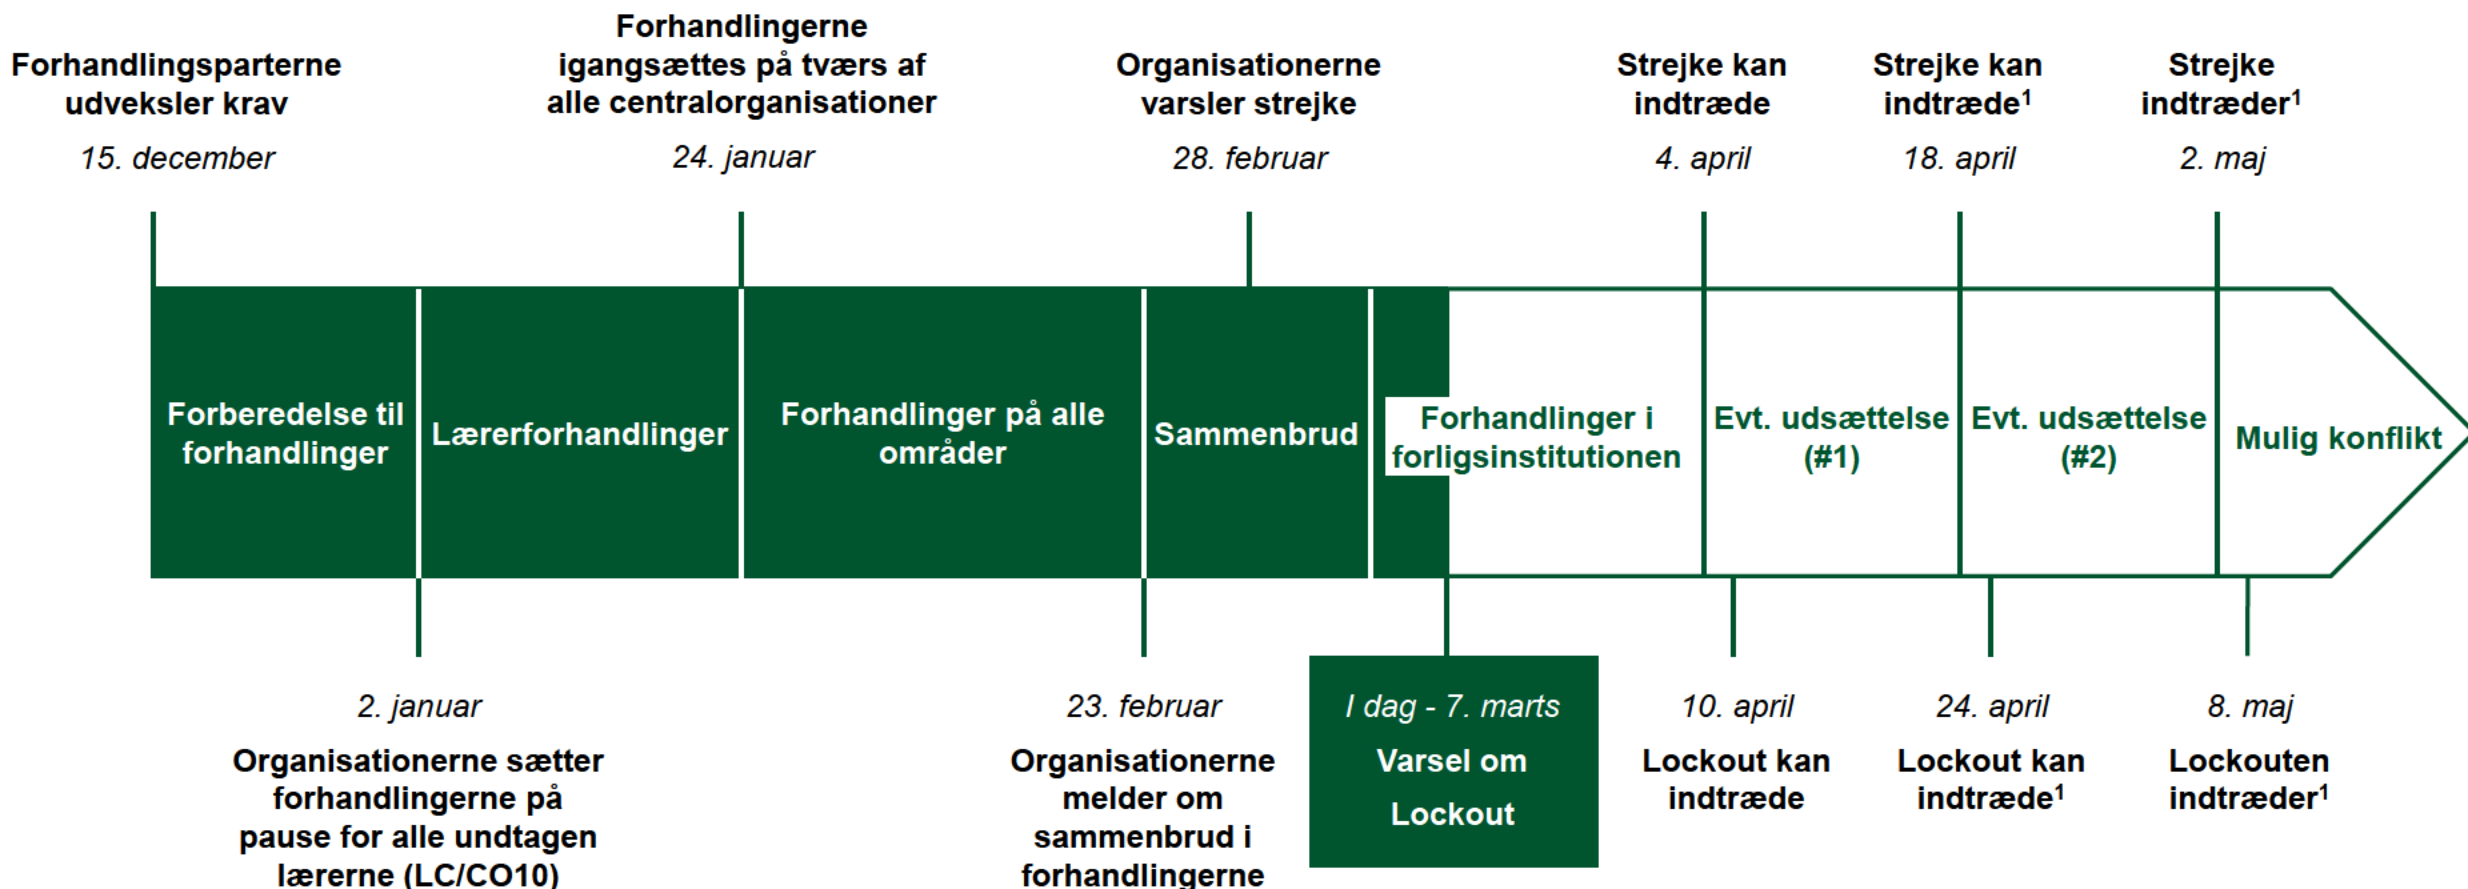 Forhandlingsparterne
udveksler krav
15. december
Forhandlingerne
igangsættes på tværs af
alle centralorganisationer
24. januar
Organisationerne
varsler strejke
28. februar
Strejke kan
indtræde
4. april
Strejke kan
indtræde¹
18. april
Strejke
indtræder¹
2. maj
Forberedelse til
forhandlinger
Lærerforhandlinger
Forhandlinger på alle
områder
Sammenbrud
Forhandlinger i
forligsinstitutionen
Evt. udsættelse
(#1)
Evt. udsættelse
(#2)
Mulig konflikt
2. januar
Organisationerne sætter
forhandlingerne på
pause for alle undtagen
lærerne (LC/CO10)
23. februar
Organisationerne
melder om
sammenbrud i
forhandlingerne
I dag - 7. marts
Varsel om
Lockout
10. april
Lockout kan
indtræde
24. april
Lockout kan
indtræde¹
8. maj
Lockouten
indtræder¹